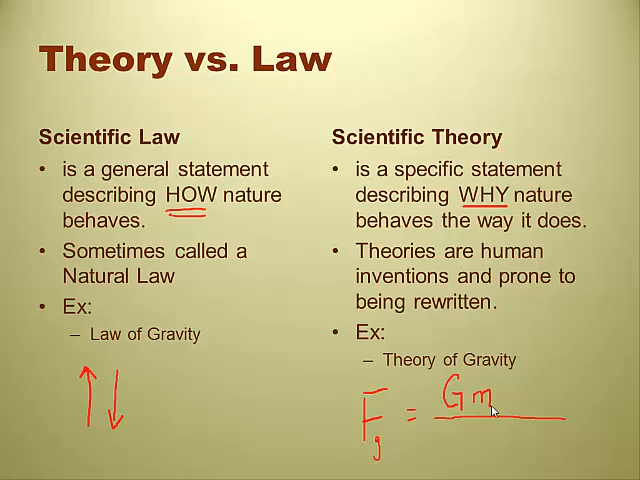 Theory vs. Law
Scientific Law
• is a general statement
describing HOW nature
behaves.
• Sometimes called a
Natural Law
• Ex:
– Law of Gravity
Scientific Theory
• is a specific statement
describing WHY nature
behaves the way it does.
• Theories are human
inventions and prone to
being rewritten.
• Ex:
– Theory of Gravity
Fg = Gm